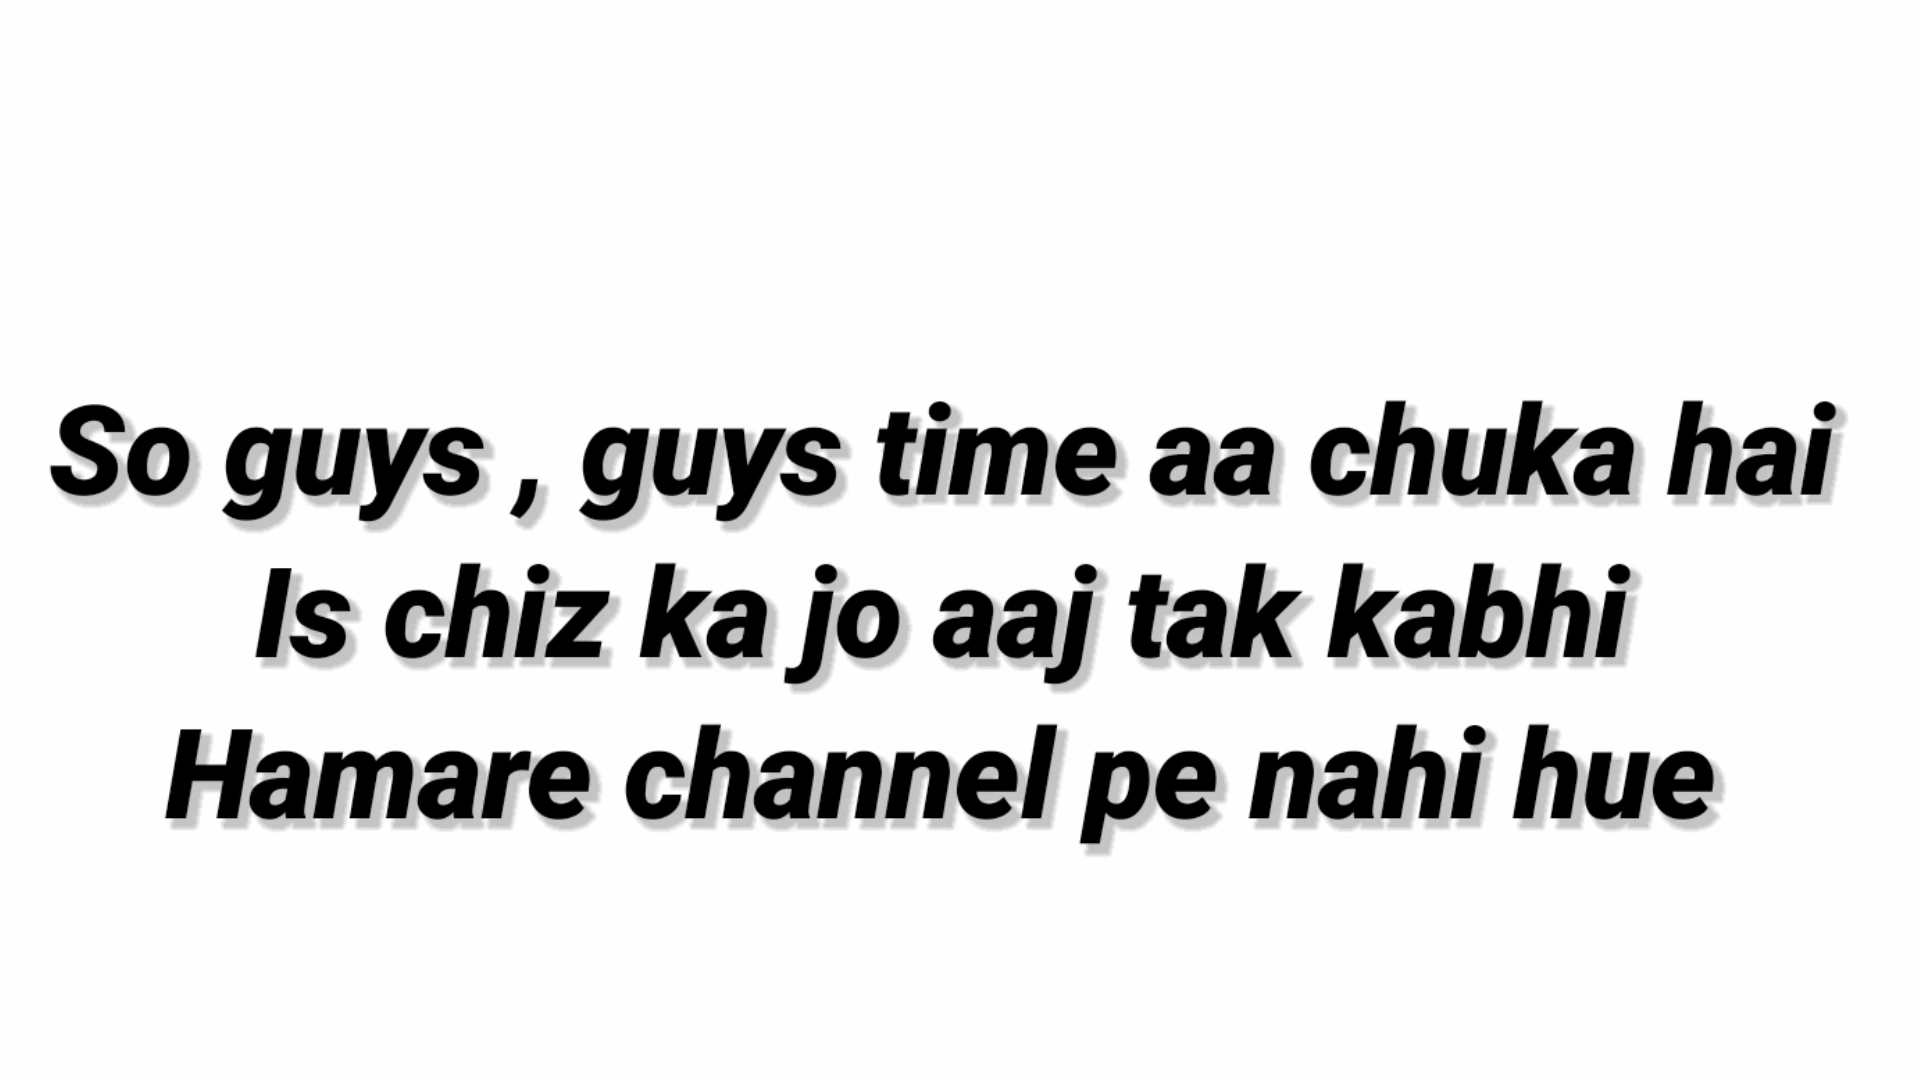 So guys , guys time aa chuka hai
Is chiz ka jo aaj tak kabhi
Hamare channel pe nahi hue